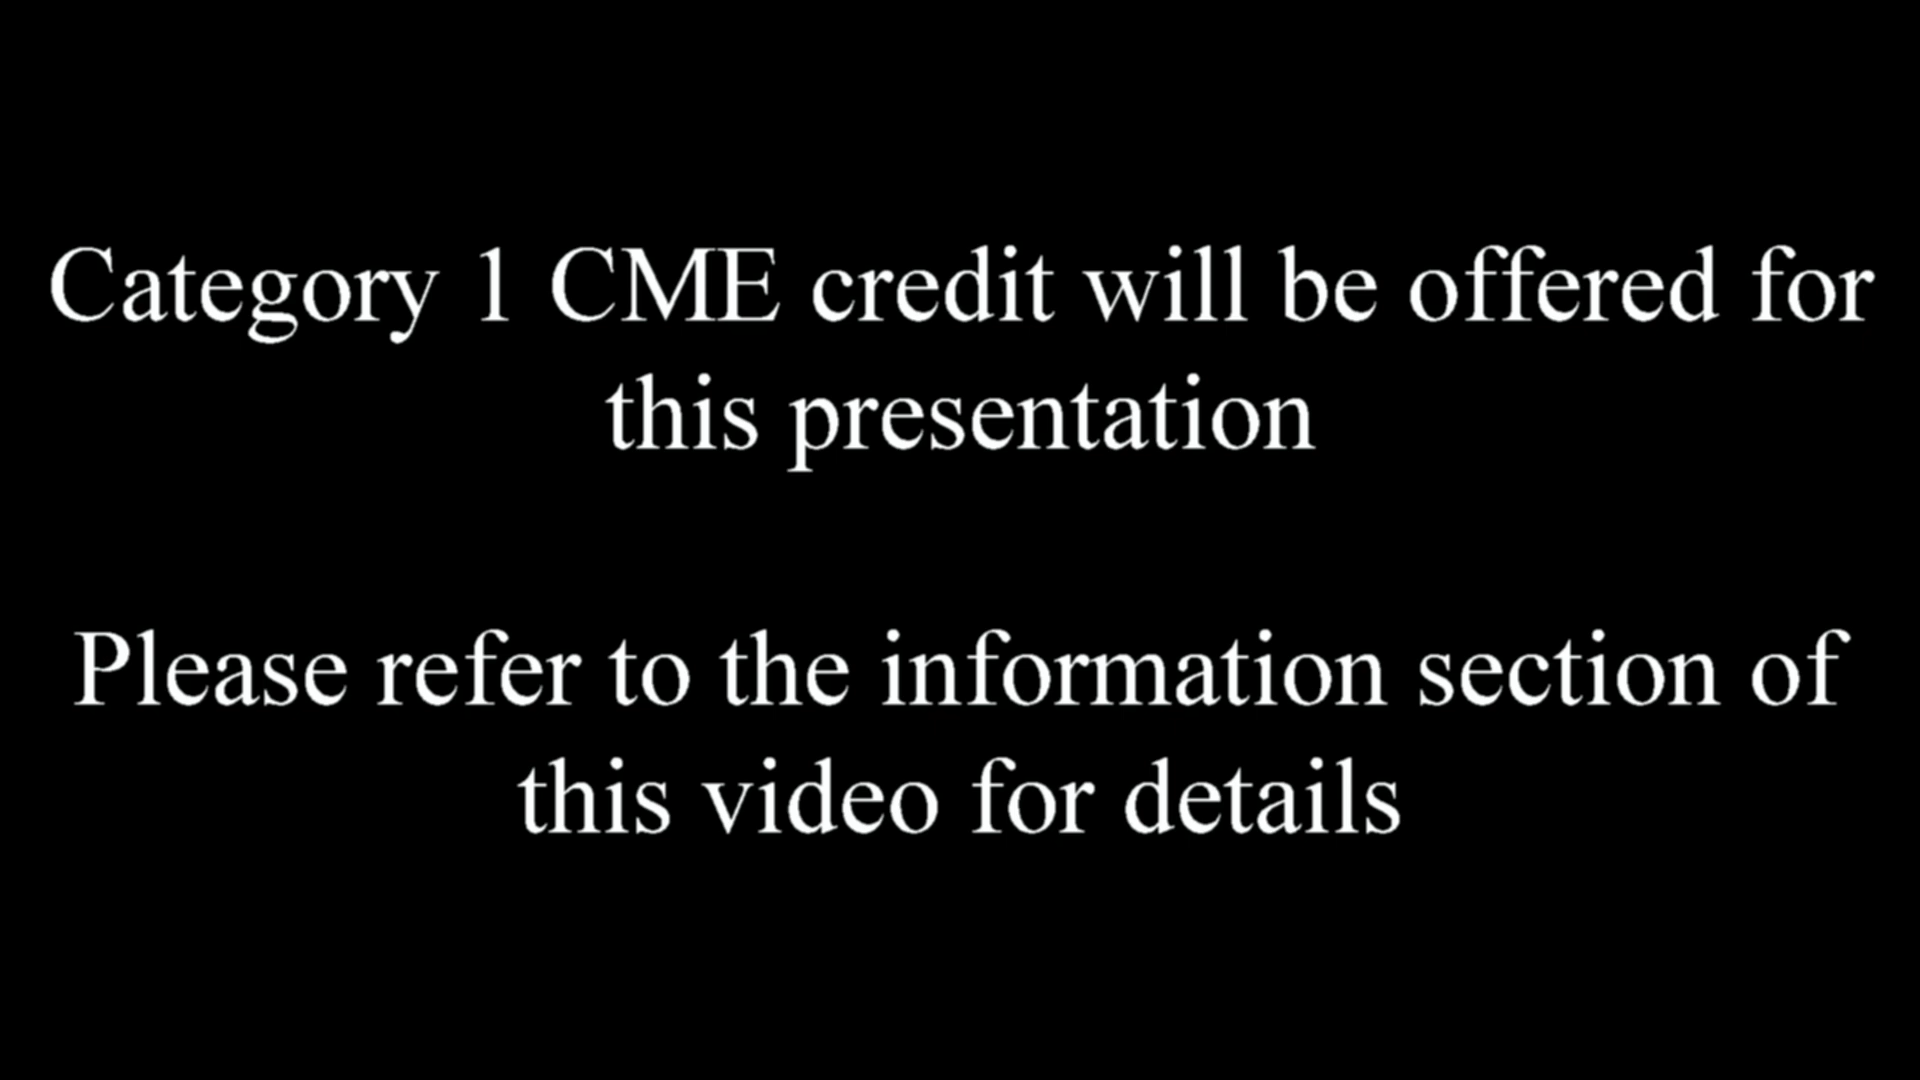 Category 1 CME credit will be offered for
this presentation
Please refer to the information section of
this video for details